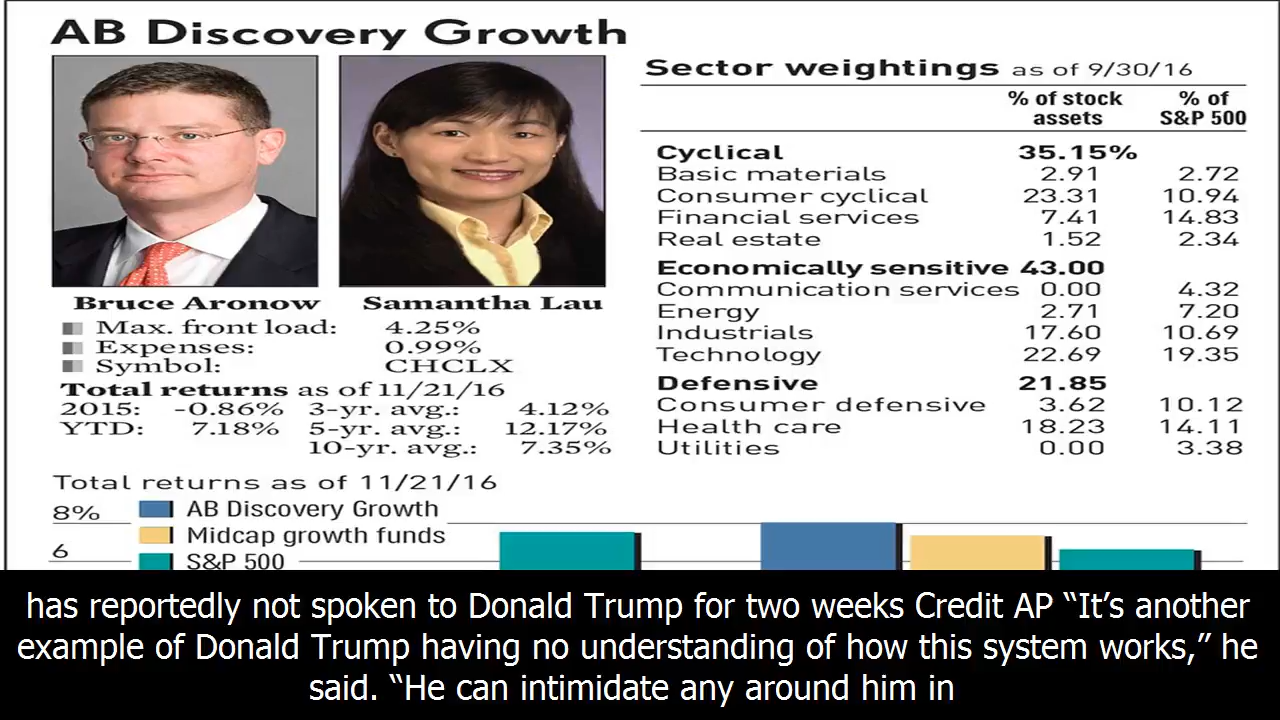 AB Discovery Growth
Bruce Aronow
Samantha Lau
Max. front load: 4.25%
Expenses: 0.99%
Symbol: CHCLX
Total returns as of 11/21/16
2015: -0.86% 3-yr. avg.: 4.12%
YTD: 7.18% 5-yr. avg.: 12.17%
10-yr. avg.: 7.35%
Sector weightings as of 9/30/16
% of stock assets
% of S&P 500
Cyclical 35.15%
Basic materials 2.91 2.72
Consumer cyclical 23.31 10.94
Financial services 7.41 14.83
Real estate 1.52 2.34
Economically sensitive 43.00
Communication services 0.00 4.32
Energy 2.71 7.20
Industrials 17.60 10.69
Technology 22.69 19.35
Defensive 21.85
Consumer defensive 3.62 10.12
Health care 18.23 14.11
Utilities 0.00 3.38
Total returns as of 11/21/16
8%
AB Discovery Growth
Midcap growth funds
6
S&P 500
has reportedly not spoken to Donald Trump for two weeks Credit AP “It’s another
example of Donald Trump having no understanding of how this system works,” he
said. “He can intimidate any around him in